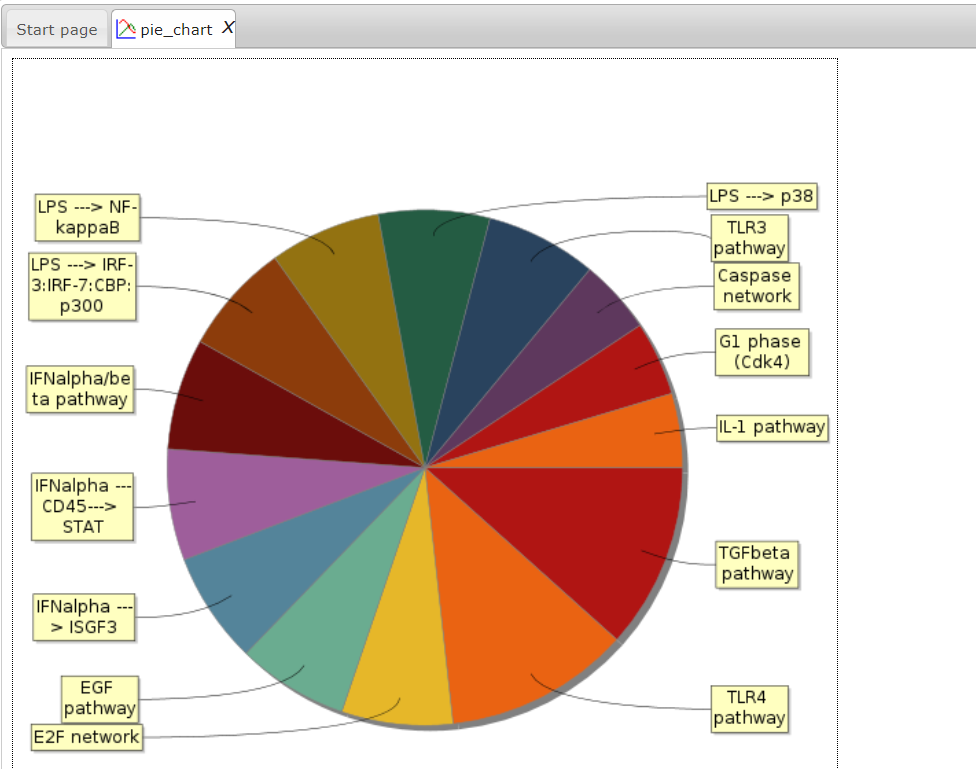 Start page
pie_chart X
LPS ---> NF-
kappaB
LPS ---> IRF-
3:IRF-7:CBP:
p300
IFNalpha/be
ta pathway
IFNalpha ---
CD45--->
STAT
IFNalpha ---
> ISGF3
EGF
pathway
E2F network
LPS ---> p38
TLR3
pathway
Caspase
network
G1 phase
(Cdk4)
IL-1 pathway
TGFbeta
pathway
TLR4
pathway